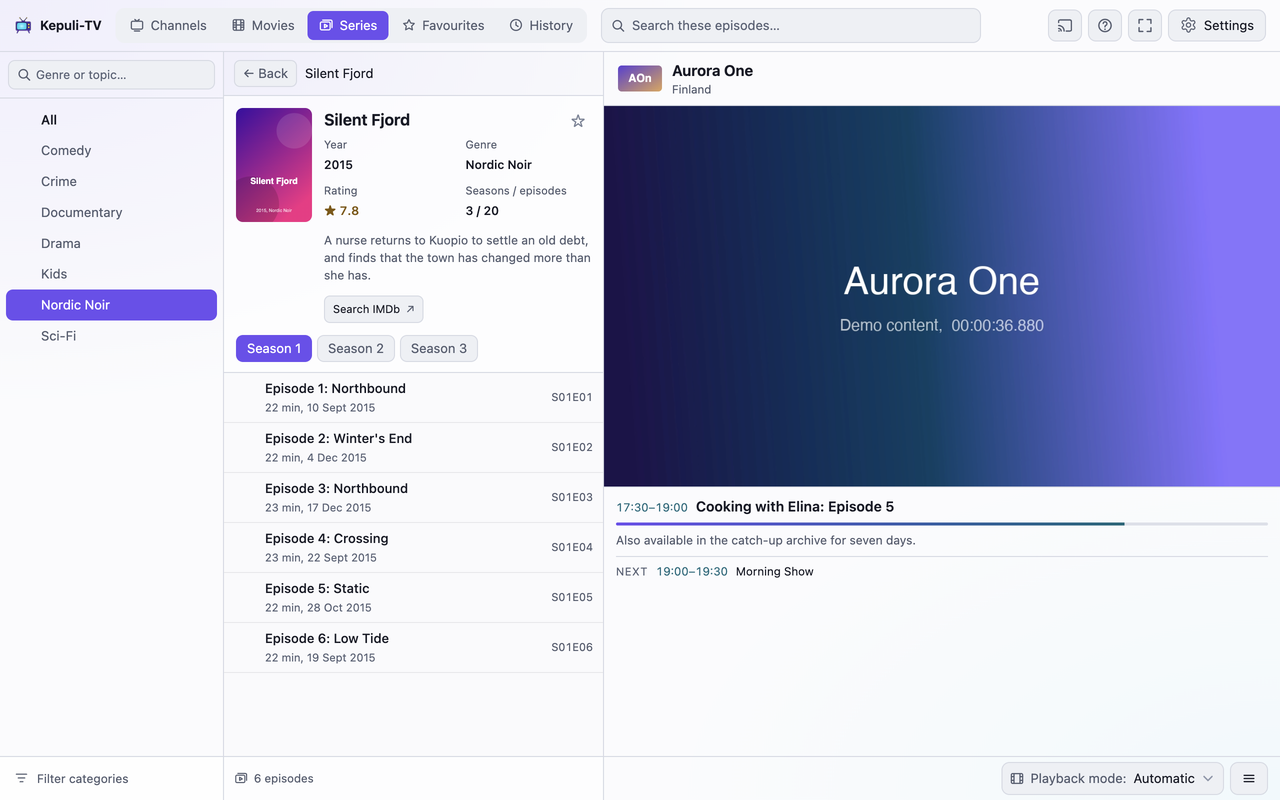 Kepuli-TV
Channels
Movies
Series
Favourites
History
Search these episodes...
Settings
Genre or topic...
All
Comedy
Crime
Documentary
Drama
Kids
Nordic Noir
Sci-Fi
Filter categories
Back
Silent Fjord
Silent Fjord
2015, Nordic Noir
Silent Fjord
Year
Genre
2015
Nordic Noir
Rating
Seasons / episodes
7.8
3 / 20
A nurse returns to Kuopio to settle an old debt,
and finds that the town has changed more than
she has.
Search IMDb
Season 1
Season 2
Season 3
Episode 1: Northbound
22 min, 10 Sept 2015
S01E01
Episode 2: Winter's End
22 min, 4 Dec 2015
S01E02
Episode 3: Northbound
23 min, 17 Dec 2015
S01E03
Episode 4: Crossing
23 min, 22 Sept 2015
S01E04
Episode 5: Static
22 min, 28 Oct 2015
S01E05
Episode 6: Low Tide
22 min, 19 Sept 2015
S01E06
6 episodes
AOn
Aurora One
Finland
Aurora One
Demo content, 00:00:36.880
17:30–19:00 Cooking with Elina: Episode 5
Also available in the catch-up archive for seven days.
NEXT 19:00–19:30 Morning Show
Playback mode: Automatic